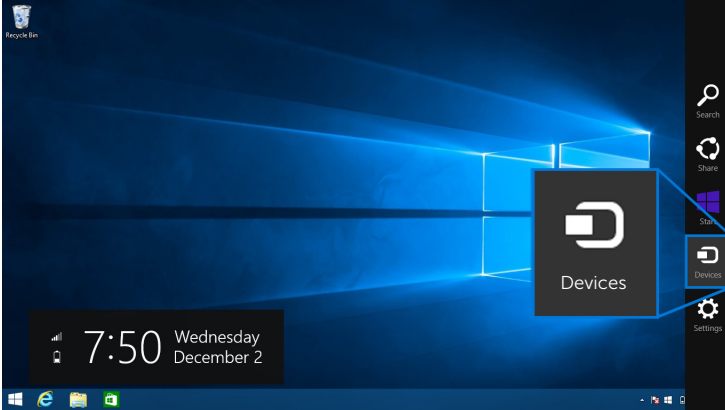 Recycle Bin
Search
Share
Start
Devices
Devices
Settings
7:50
Wednesday
December 2